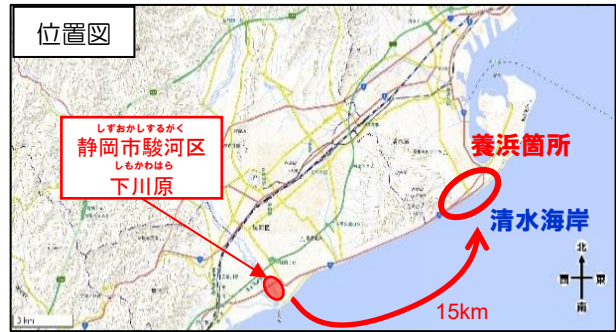 位置図
しずおかしするがく
静岡市駿河区
しもかわはら
下川原
養浜箇所
清水海岸
北
西 東
南
15km
3 km